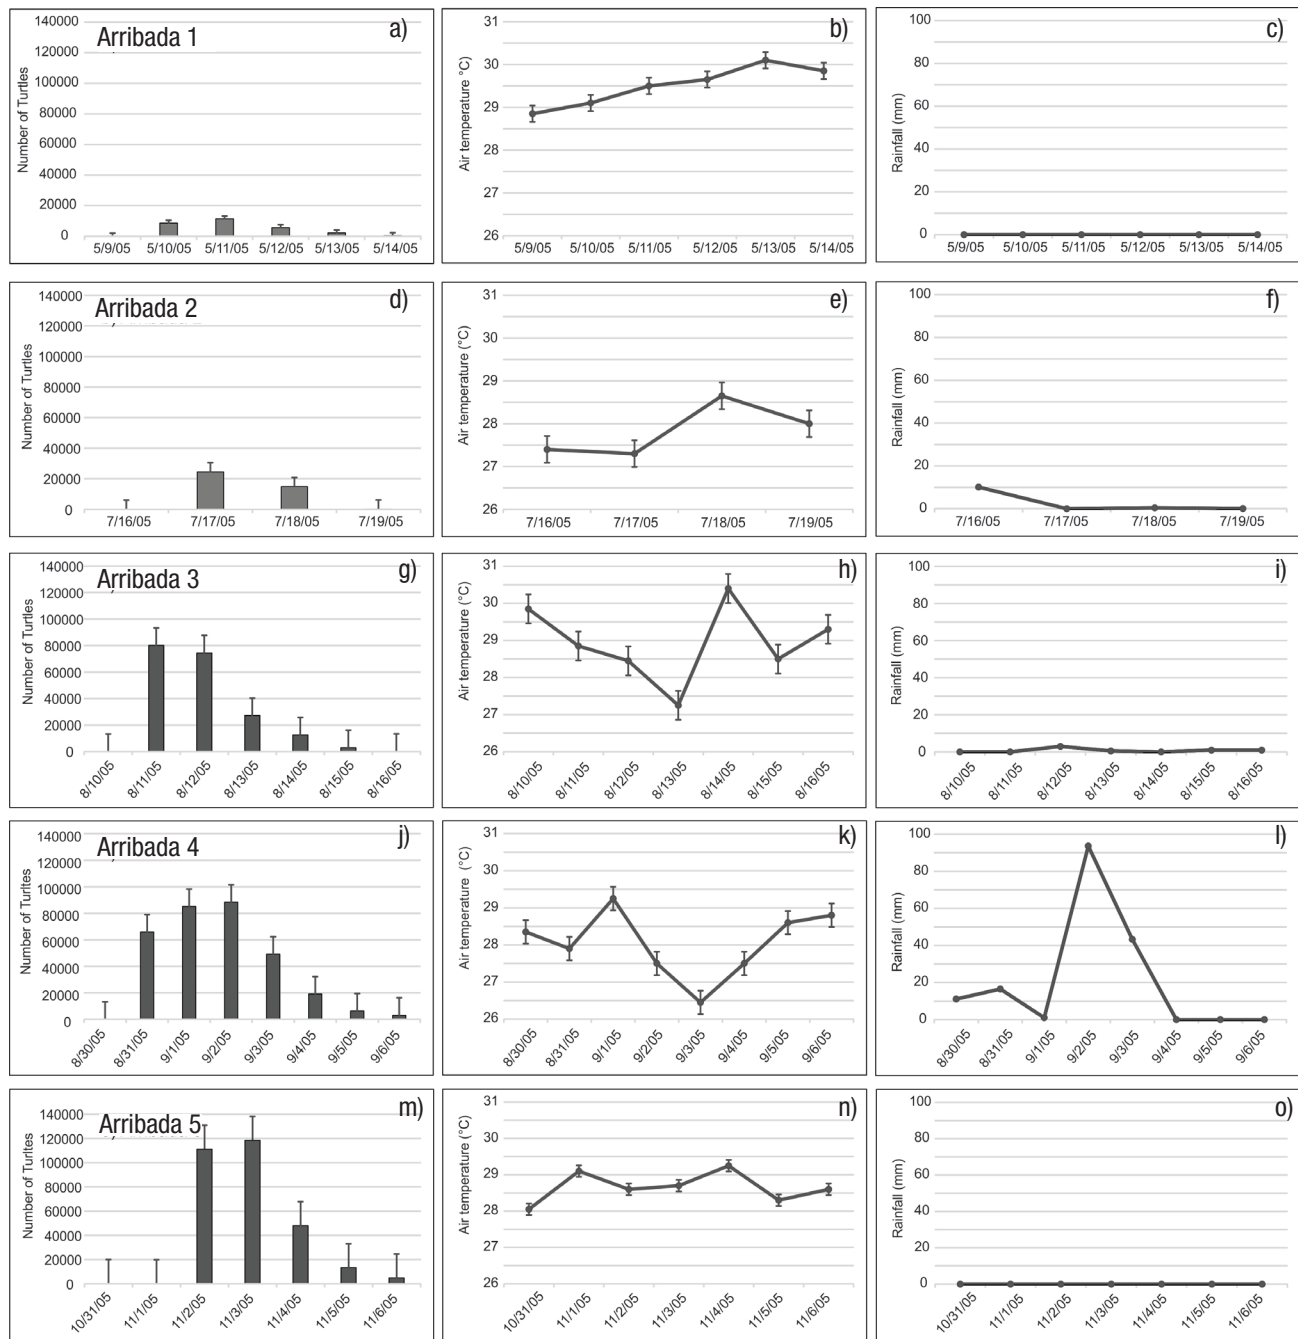 Arribada 1
a)
Number of Turtles
140000
120000
100000
80000
60000
40000
20000
0
5/9/05 5/10/05 5/11/05 5/12/05 5/13/05 5/14/05
b)
Air temperature °C
31
30
29
28
27
26
5/9/05 5/10/05 5/11/05 5/12/05 5/13/05 5/14/05
c)
Rainfall (mm)
100
80
60
40
20
0
5/9/05 5/10/05 5/11/05 5/12/05 5/13/05 5/14/05
Arribada 2
d)
Number of Turtles
140000
120000
100000
80000
60000
40000
20000
0
7/16/05 7/17/05 7/18/05 7/19/05
e)
Air temperature (°C)
31
30
29
28
27
26
7/16/05 7/17/05 7/18/05 7/19/05
f)
Rainfall (mm)
100
80
60
40
20
0
7/16/05 7/17/05 7/18/05 7/19/05
Arribada 3
g)
Number of Turtles
140000
120000
100000
80000
60000
40000
20000
0
8/10/05 8/11/05 8/12/05 8/13/05 8/14/05 8/15/05 8/16/05
h)
Air temperature (°C)
31
30
29
28
27
26
8/10/05 8/11/05 8/12/05 8/13/05 8/14/05 8/15/05 8/16/05
i)
Rainfall (mm)
100
80
60
40
20
0
8/10/05 8/11/05 8/12/05 8/13/05 8/14/05 8/15/05 8/16/05
Arribada 4
j)
Number of Turtles
140000
120000
100000
80000
60000
40000
20000
0
8/30/05 8/31/05 9/1/05 9/2/05 9/3/05 9/4/05 9/5/05 9/6/05
k)
Air temperature (°C)
31
30
29
28
27
26
8/30/05 8/31/05 9/1/05 9/2/05 9/3/05 9/4/05 9/5/05 9/6/05
l)
Rainfall (mm)
100
80
60
40
20
0
8/30/05 8/31/05 9/1/05 9/2/05 9/3/05 9/4/05 9/5/05 9/6/05
Arribada 5
m)
Number of Turtles
140000
120000
100000
80000
60000
40000
20000
0
10/31/05 11/1/05 11/2/05 11/3/05 11/4/05 11/5/05 11/6/05
n)
Air temperature (°C)
31
30
29
28
27
26
10/31/05 11/1/05 11/2/05 11/3/05 11/4/05 11/5/05 11/6/05
o)
Rainfall (mm)
100
80
60
40
20
0
10/31/05 11/1/05 11/2/05 11/3/05 11/4/05 11/5/05 11/6/05